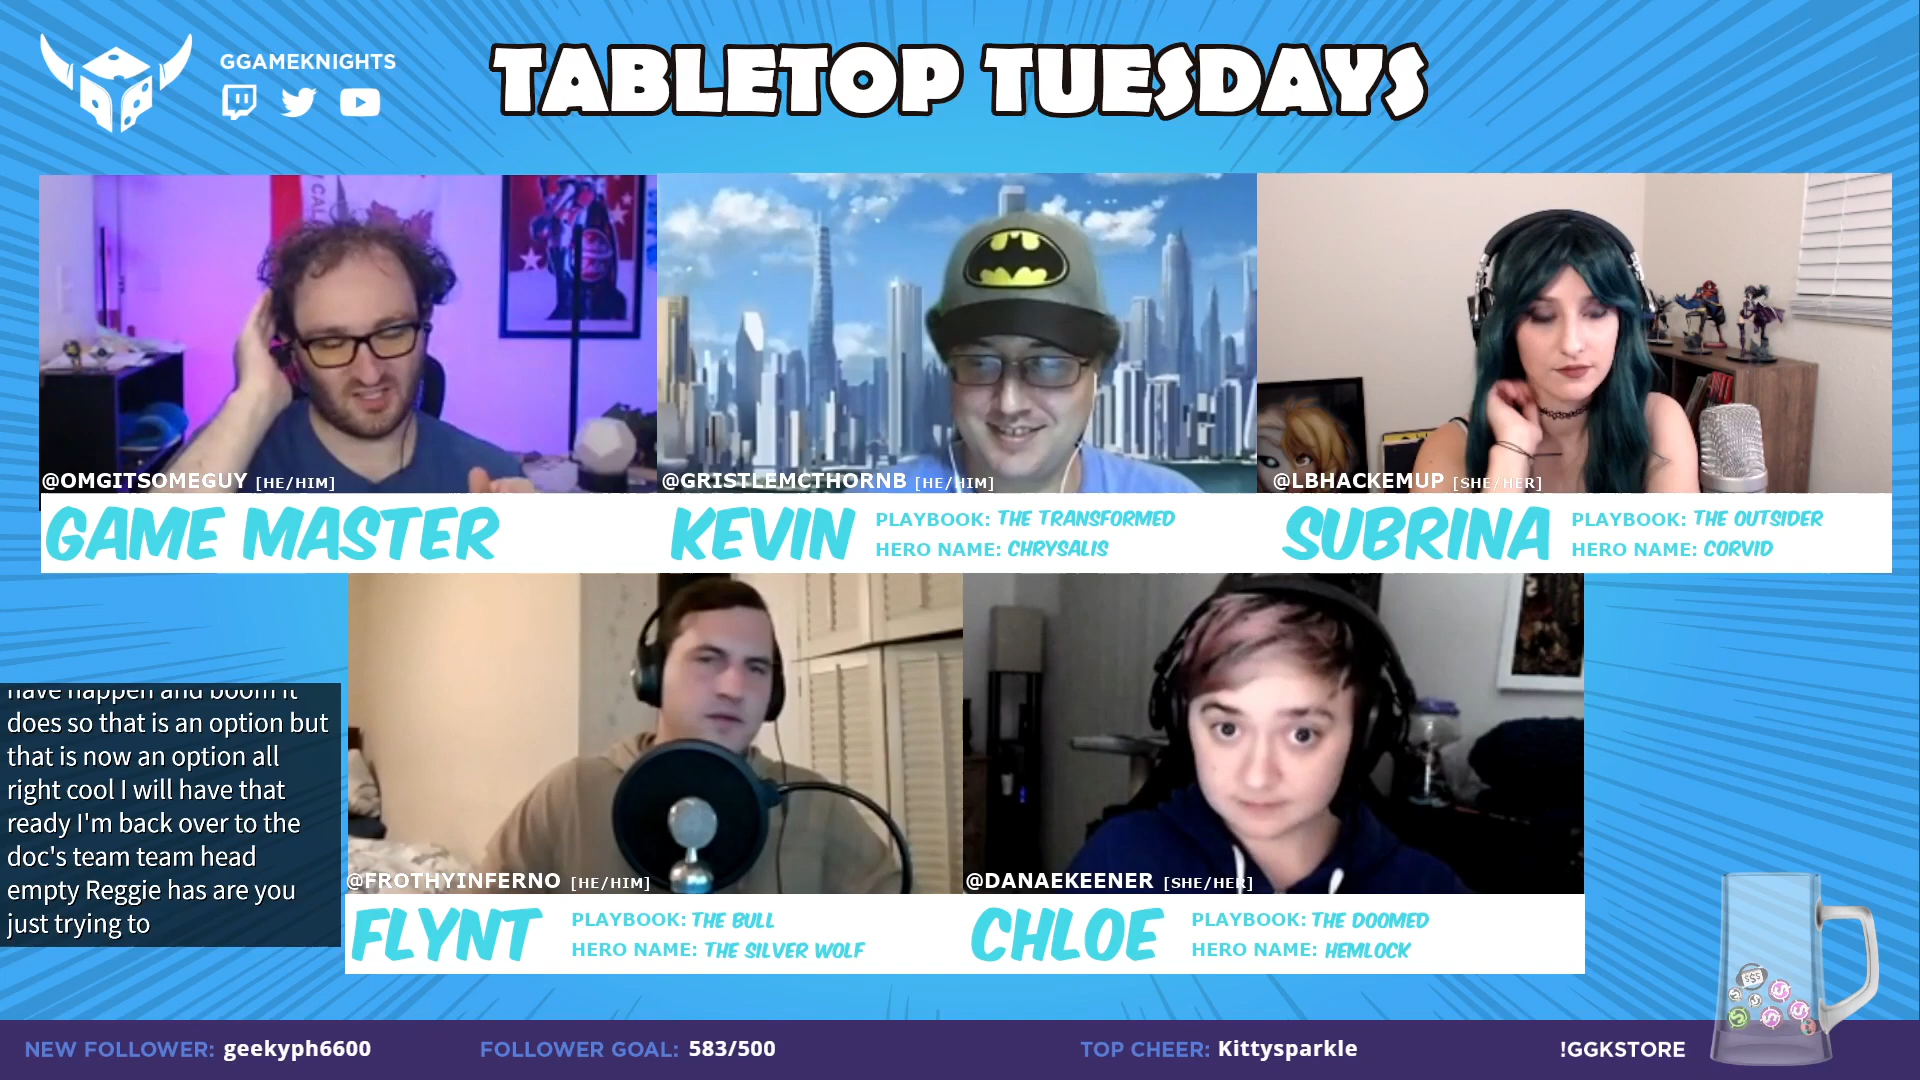 GGAMEKNIGHTS
TABLETOP TUESDAYS
@OMGITSOMEGUY [HE/HIM]
GAME MASTER
@GRISTLEMCTHORNB [HE/HIM]
KEVIN
PLAYBOOK: THE TRANSFORMED
HERO NAME: CHRYSALIS
@LBHACKEMUP [SHE/HER]
SUBRINA
PLAYBOOK: THE OUTSIDER
HERO NAME: CORVID
have happen and boom it
does so that is an option but
that is now an option all
right cool I will have that
ready I'm back over to the
doc's team team head
empty Reggie has are you
just trying to
@FROTHYINFERNO [HE/HIM]
FLYNT
PLAYBOOK: THE BULL
HERO NAME: THE SILVER WOLF
@DANAEKEENER [SHE/HER]
CHLOE
PLAYBOOK: THE DOOMED
HERO NAME: HEMLOCK
NEW FOLLOWER: geekyph6600
FOLLOWER GOAL: 583/500
TOP CHEER: Kittysparkle
!GGKSTORE